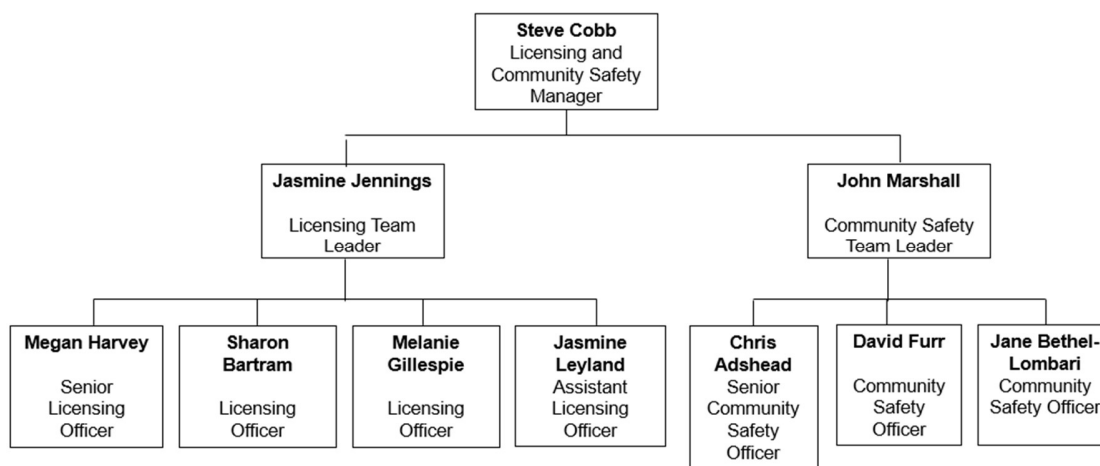 Steve Cobb
Licensing and
Community Safety
Manager
Jasmine Jennings
Licensing Team
Leader
John Marshall
Community Safety
Team Leader
Megan Harvey
Senior
Licensing
Officer
Sharon
Bartram
Licensing
Officer
Melanie
Gillespie
Licensing
Officer
Jasmine
Leyland
Assistant
Licensing
Officer
Chris
Adshead
Senior
Community
Safety
Officer
David Furr
Community
Safety
Officer
Jane Bethel-
Lombari
Community
Safety Officer